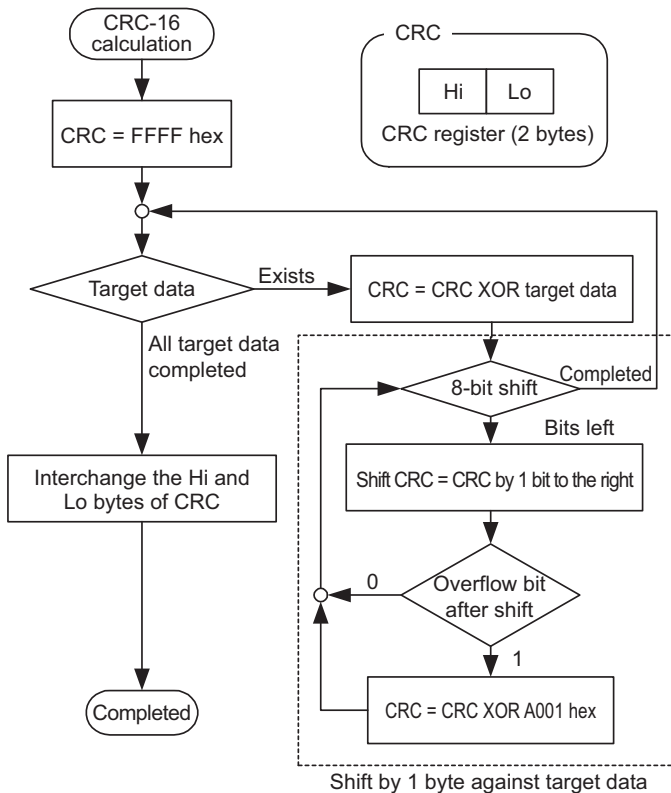 CRC-16
calculation
CRC
Hi Lo
CRC register (2 bytes)
CRC = FFFF hex
Target data
Exists
CRC = CRC XOR target data
All target data
completed
8-bit shift
Completed
Bits left
Interchange the Hi and
Lo bytes of CRC
Shift CRC = CRC by 1 bit to the right
Overflow bit
after shift
0
1
CRC = CRC XOR A001 hex
Completed
Shift by 1 byte against target data